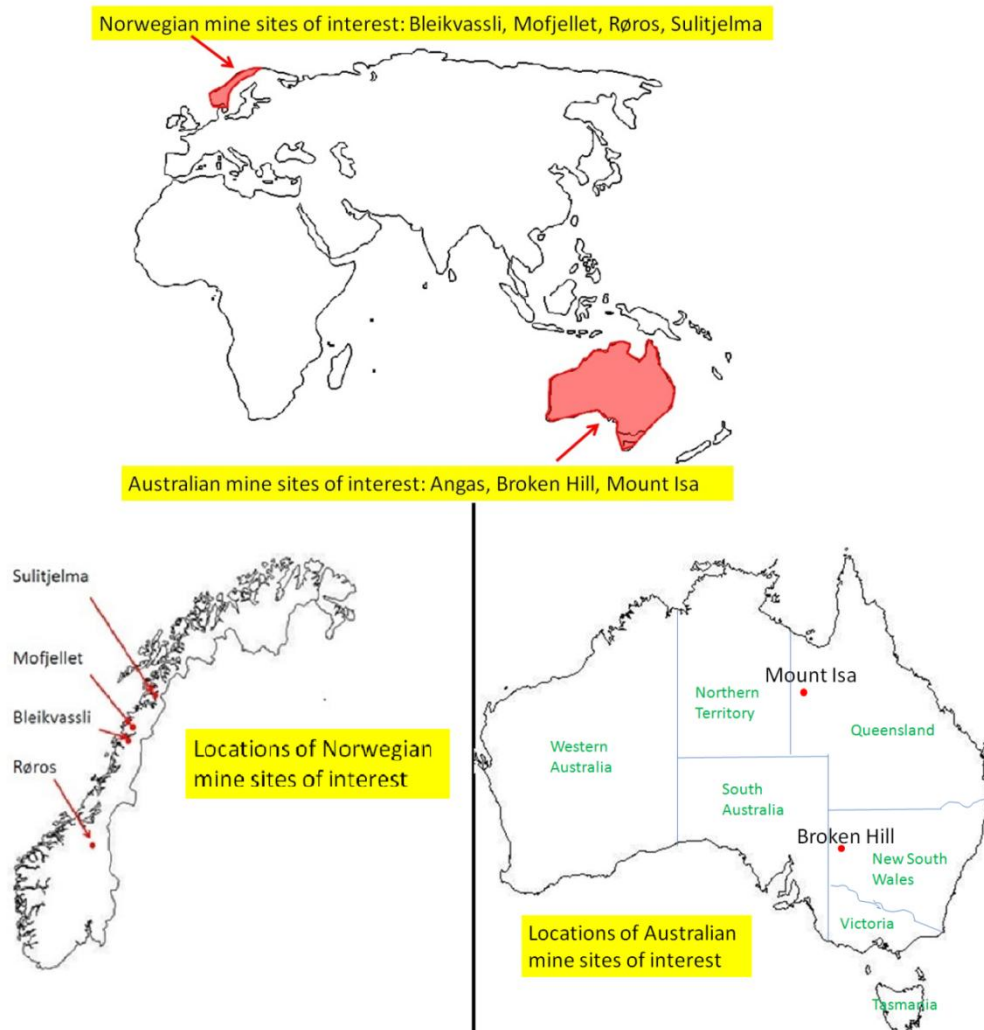 Norwegian mine sites of interest: Bleikvassli, Mofjellet, Røros, Sulitjelma
Australian mine sites of interest: Angas, Broken Hill, Mount Isa
Sulitjelma
Mofjellet
Bleikvassli
Røros
Locations of Norwegian
mine sites of interest
Mount Isa
Northern
Territory
Queensland
Western
Australia
South
Australia
Broken Hill
New South
Wales
Victoria
Locations of Australian
mine sites of interest
Tasmania